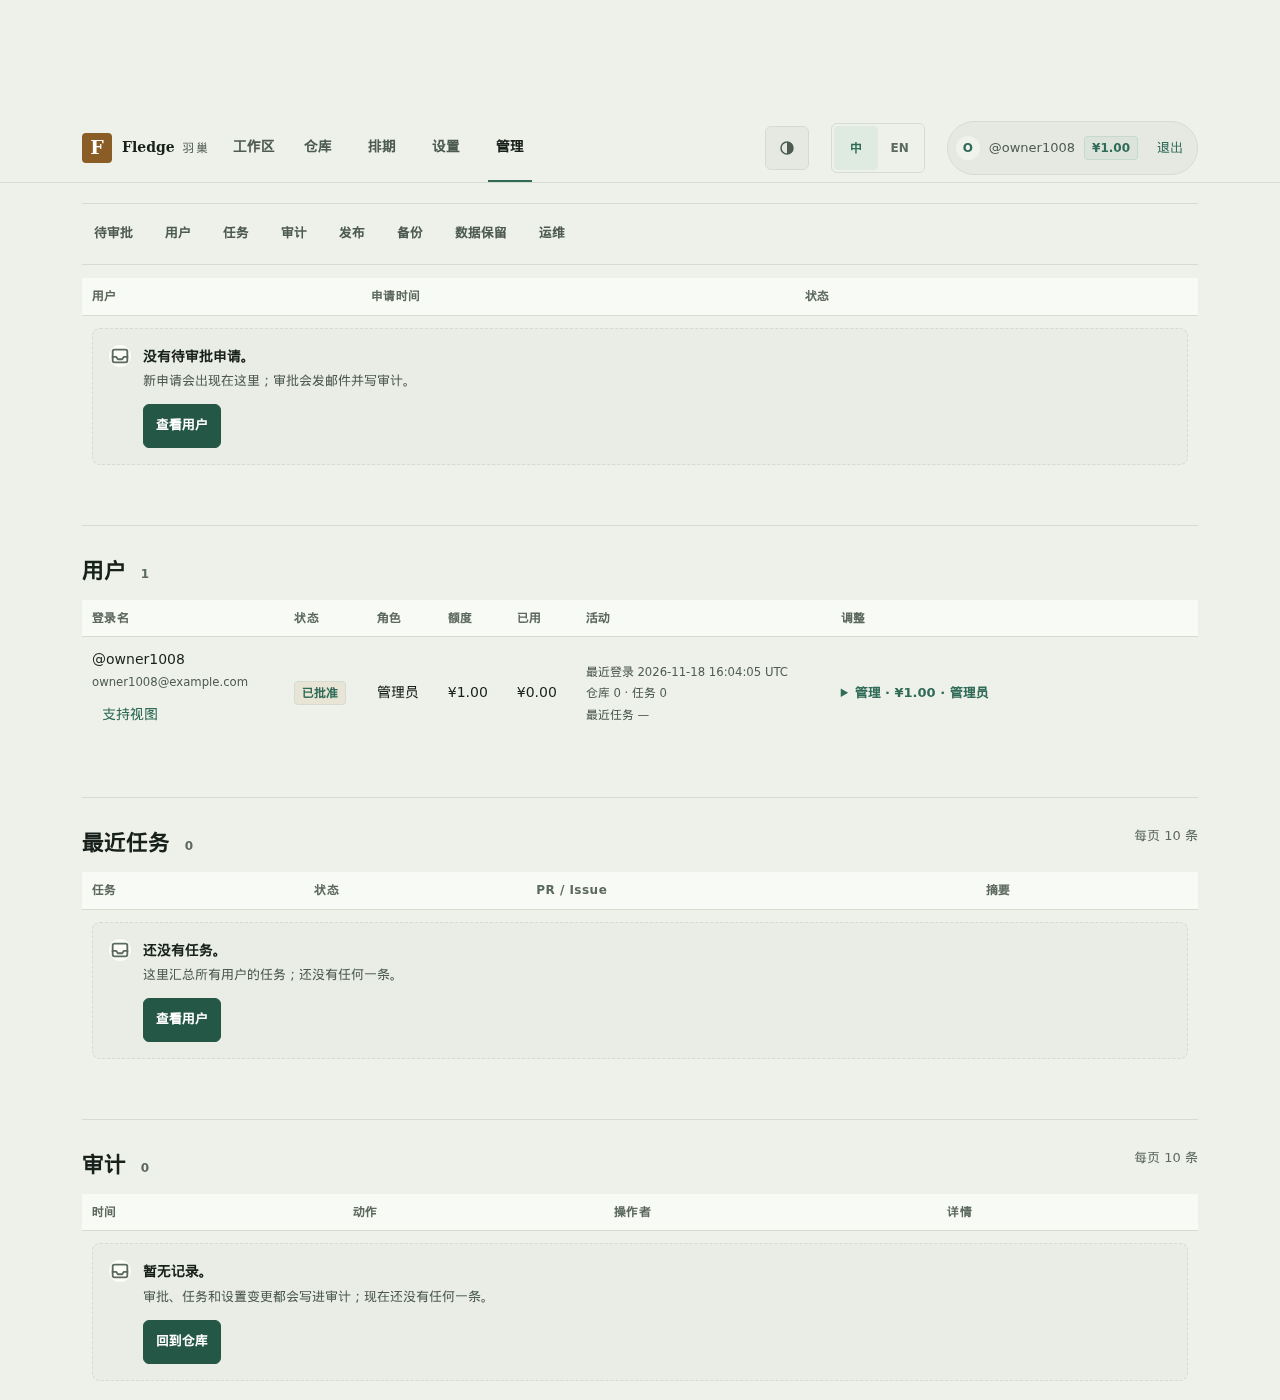 F Fledge 羽巢 工作区 仓库 排期 设置 管理 中 EN O @owner1008 ¥1.00 退出
待审批 用户 任务 审计 发布 备份 数据保留 运维
用户 申请时间 状态
没有待审批申请。
新申请会出现在这里；审批会发邮件并写审计。
查看用户
用户 1
登录名 状态 角色 额度 已用 活动 调整
@owner1008
owner1008@example.com
支持视图
已批准 管理员 ¥1.00 ¥0.00
最近登录 2026-11-18 16:04:05 UTC
仓库 0 · 任务 0
最近任务 —
管理 · ¥1.00 · 管理员
最近任务 0 每页 10 条
任务 状态 PR / Issue 摘要
还没有任务。
这里汇总所有用户的任务；还没有任何一条。
查看用户
审计 0 每页 10 条
时间 动作 操作者 详情
暂无记录。
审批、任务和设置变更都会写进审计；现在还没有任何一条。
回到仓库